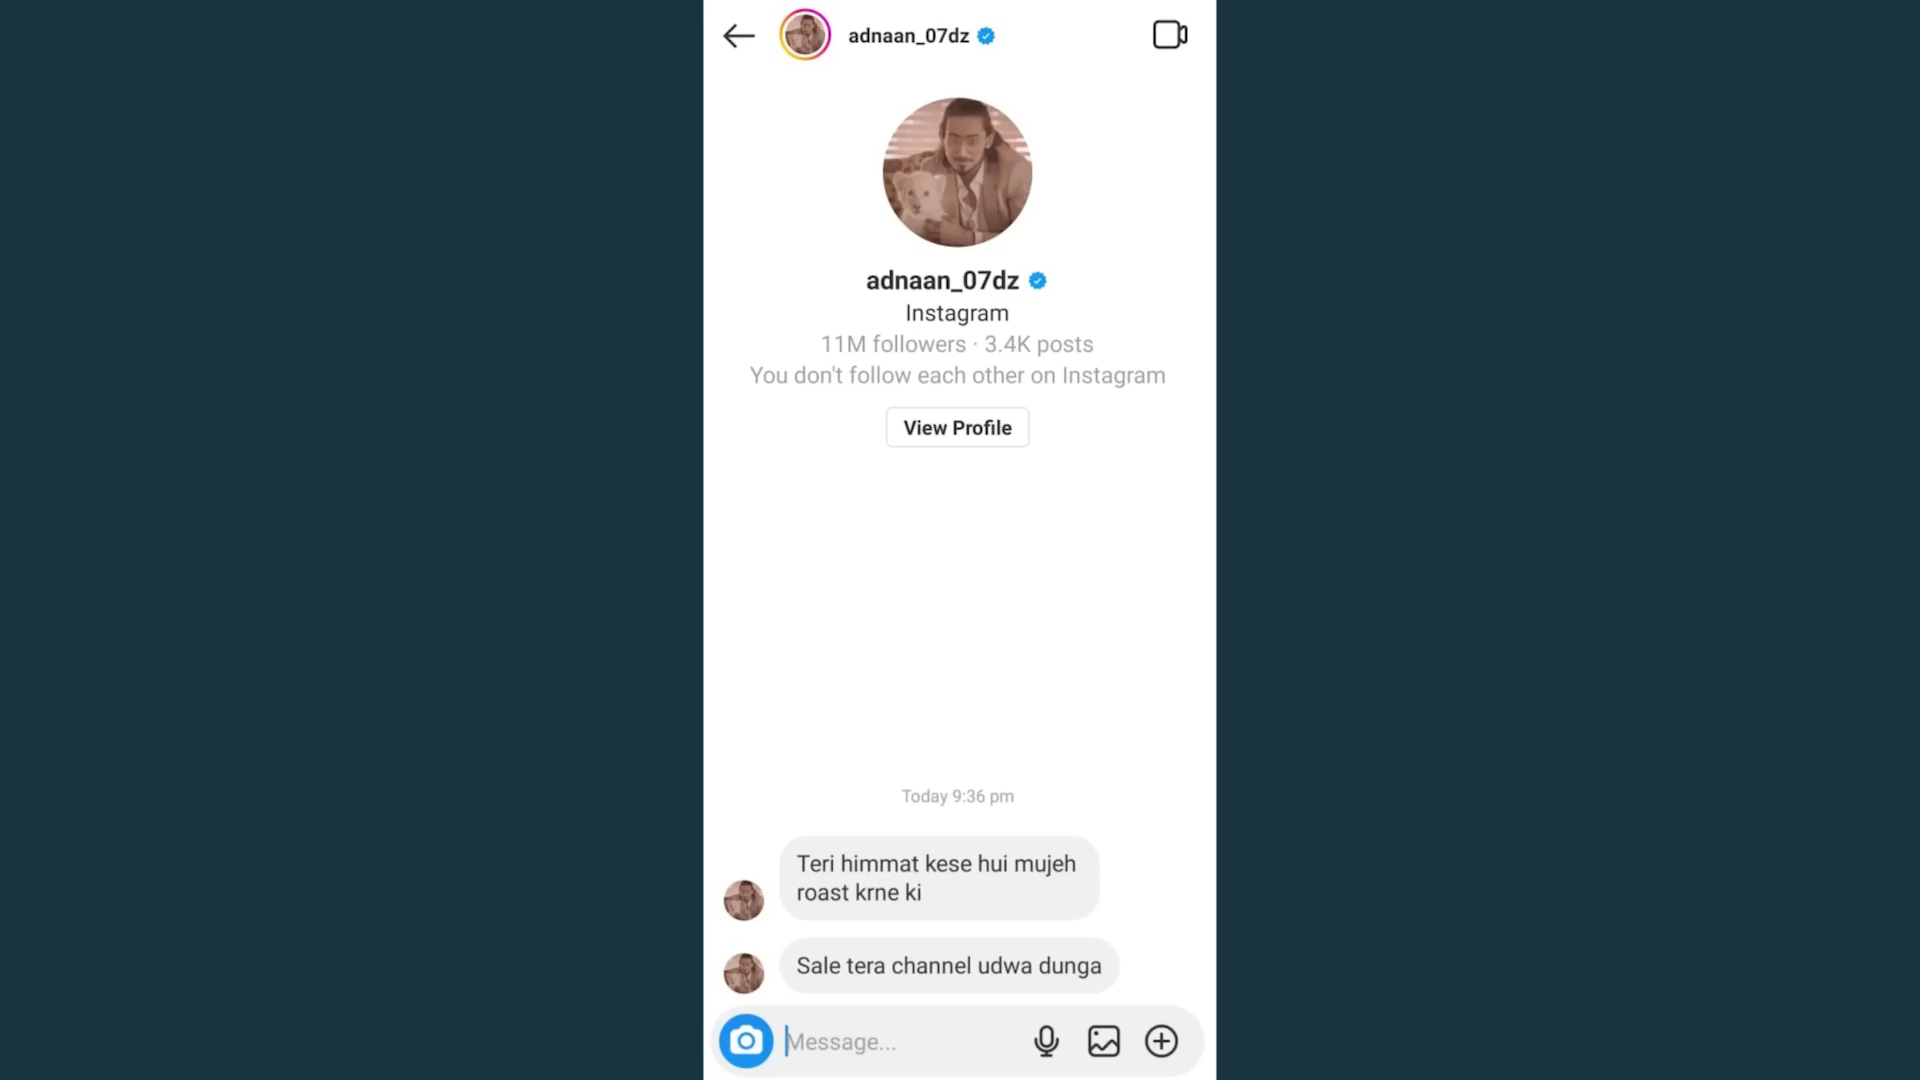 adnaan_07dz
adnaan_07dz
Instagram
11M followers · 3.4K posts
You don't follow each other on Instagram
View Profile
Today 9:36 pm
Teri himmat kese hui mujeh
roast krne ki
Sale tera channel udwa dunga
Message...